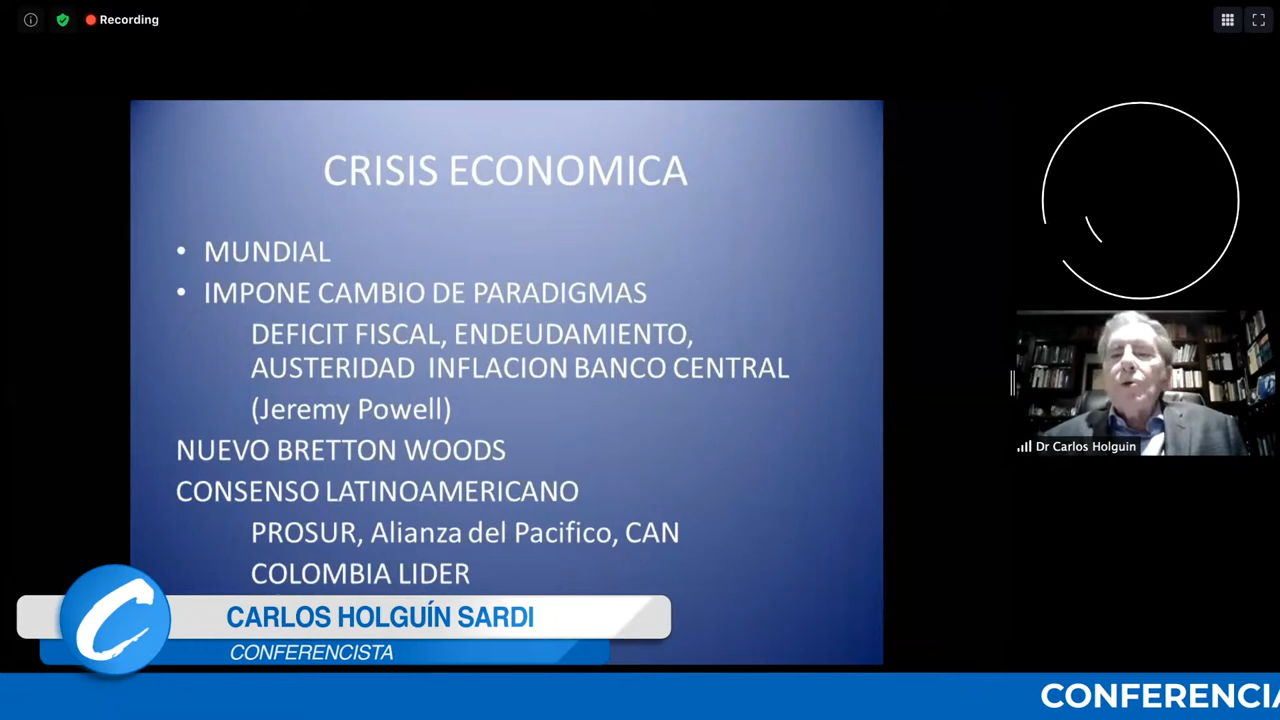 Recording
CRISIS ECONOMICA
• MUNDIAL
• IMPONE CAMBIO DE PARADIGMAS
DEFICIT FISCAL, ENDEUDAMIENTO,
AUSTERIDAD INFLACION BANCO CENTRAL
(Jeremy Powell)
NUEVO BRETTON WOODS
CONSENSO LATINOAMERICANO
PROSUR, Alianza del Pacifico, CAN
COLOMBIA LIDER
Dr Carlos Holguin
CARLOS HOLGUÍN SARDI
CONFERENCISTA
CONFERENCIA